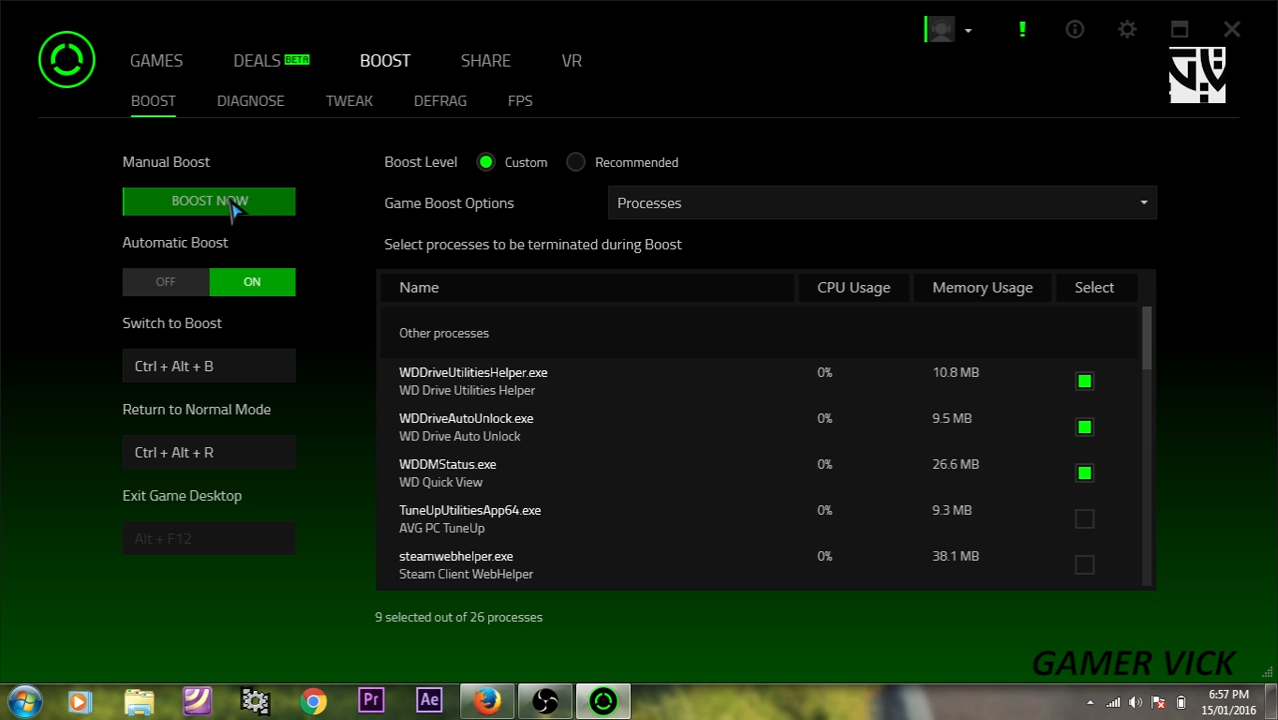 GAMES DEALS BETA BOOST SHARE VR
BOOST DIAGNOSE TWEAK DEFRAG FPS
Manual Boost
BOOST NOW
Automatic Boost
OFF ON
Switch to Boost
Ctrl + Alt + B
Return to Normal Mode
Ctrl + Alt + R
Exit Game Desktop
Alt + F12
Boost Level Custom Recommended
Game Boost Options Processes
Select processes to be terminated during Boost
Name CPU Usage Memory Usage Select
Other processes
WDDriveUtilitiesHelper.exe 0% 10.8 MB
WD Drive Utilities Helper
WDDriveAutoUnlock.exe 0% 9.5 MB
WD Drive Auto Unlock
WDDMStatus.exe 0% 26.6 MB
WD Quick View
TuneUpUtilitiesApp64.exe 0% 9.3 MB
AVG PC TuneUp
steamwebhelper.exe 0% 38.1 MB
Steam Client WebHelper
9 selected out of 26 processes
GAMER VICK
Pr Ae
6:57 PM
15/01/2016